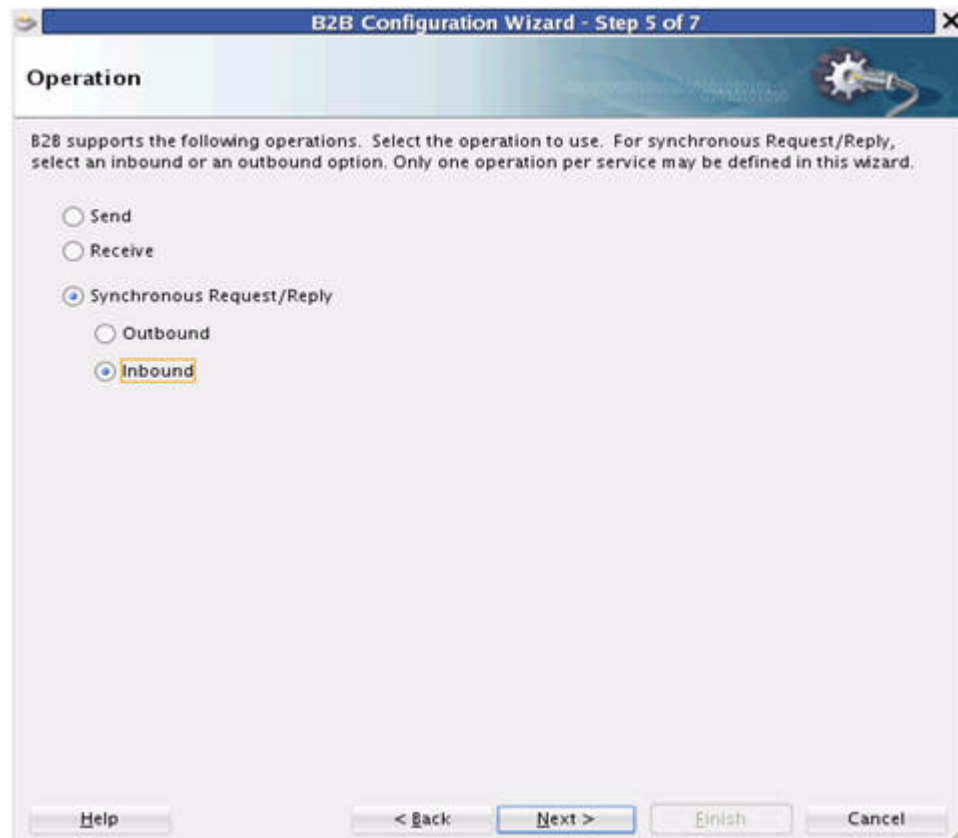 B2B Configuration Wizard - Step 5 of 7
Operation
B2B supports the following operations. Select the operation to use. For synchronous Request/Reply,
select an inbound or an outbound option. Only one operation per service may be defined in this wizard.
Send
Receive
Synchronous Request/Reply
Outbound
Inbound
Help
< Back
Next >
Finish
Cancel